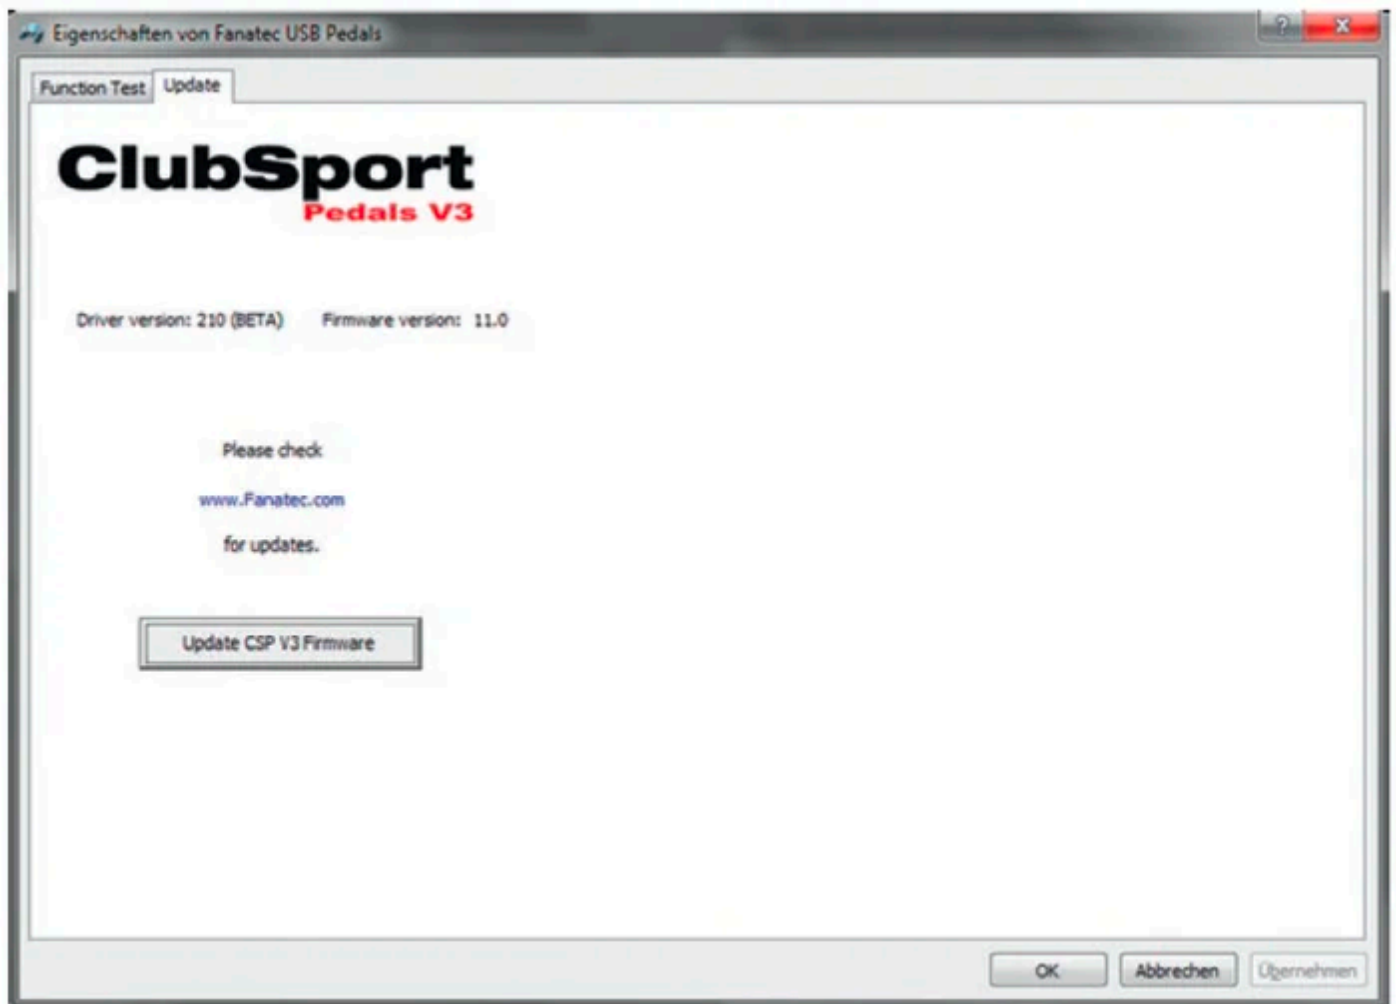 Eigenschaften von Fanatec USB Pedals
? X
Function Test Update
ClubSport
Pedals V3
Driver version: 210 (BETA) Firmware version: 11.0
Please check
www.Fanatec.com
for updates.
Update CSP V3 Firmware
OK Abbrechen Übernehmen